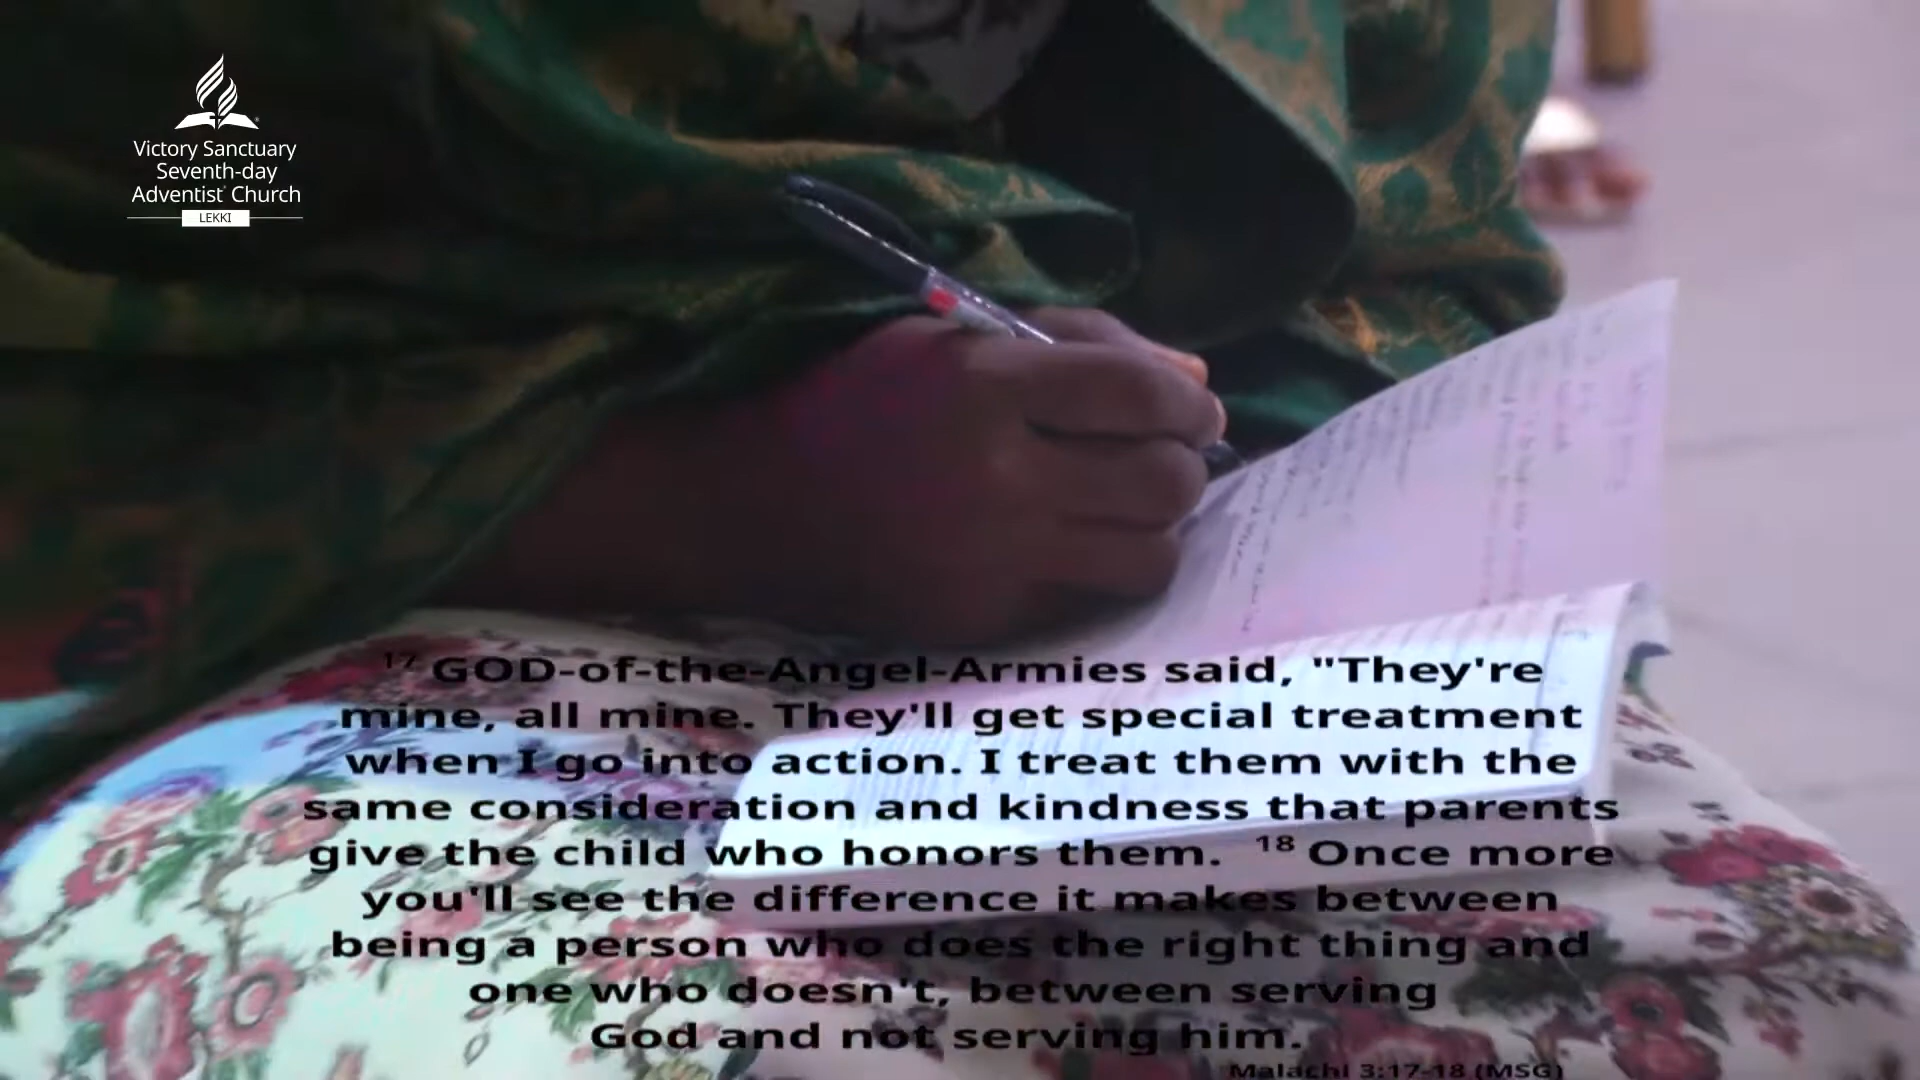 Victory Sanctuary
Seventh-day
Adventist® Church
LEKKI
17 GOD-of-the-Angel-Armies said, "They're
mine, all mine. They'll get special treatment
when I go into action. I treat them with the
same consideration and kindness that parents
give the child who honors them. 18 Once more
you'll see the difference it makes between
being a person who does the right thing and
one who doesn't, between serving
God and not serving him.
Malachi 3:17-18 (MSG)